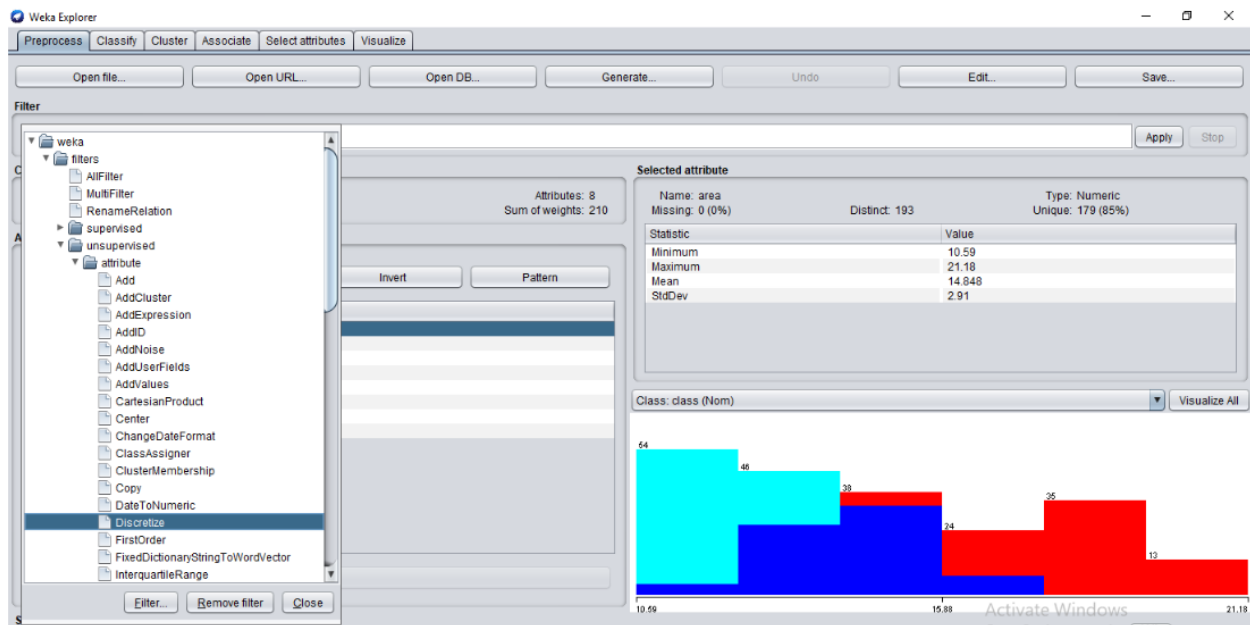 Weka Explorer
Preprocess Classify Cluster Associate Select attributes Visualize
Open file... Open URL... Open DB... Generate... Undo Edit... Save...
Filter
Apply Stop
weka
filters
AllFilter
MultiFilter
RenameRelation
supervised
unsupervised
attribute
Add
AddCluster
AddExpression
AddID
AddNoise
AddUserFields
AddValues
CartesianProduct
Center
ChangeDateFormat
ClassAssigner
ClusterMembership
Copy
DateToNumeric
Discretize
FirstOrder
FixedDictionaryStringToWordVector
InterquartileRange
Filter... Remove filter Close
C
Attributes: 8
Sum of weights: 210
A
Invert Pattern
S
Selected attribute
Name: area Type: Numeric
Missing: 0 (0%) Distinct: 193 Unique: 179 (85%)
Statistic Value
Minimum 10.59
Maximum 21.18
Mean 14.848
StdDev 2.91
Class: class (Nom) Visualize All
64
46
38
24
35
13
10.59 15.88 21.18
Activate Windows